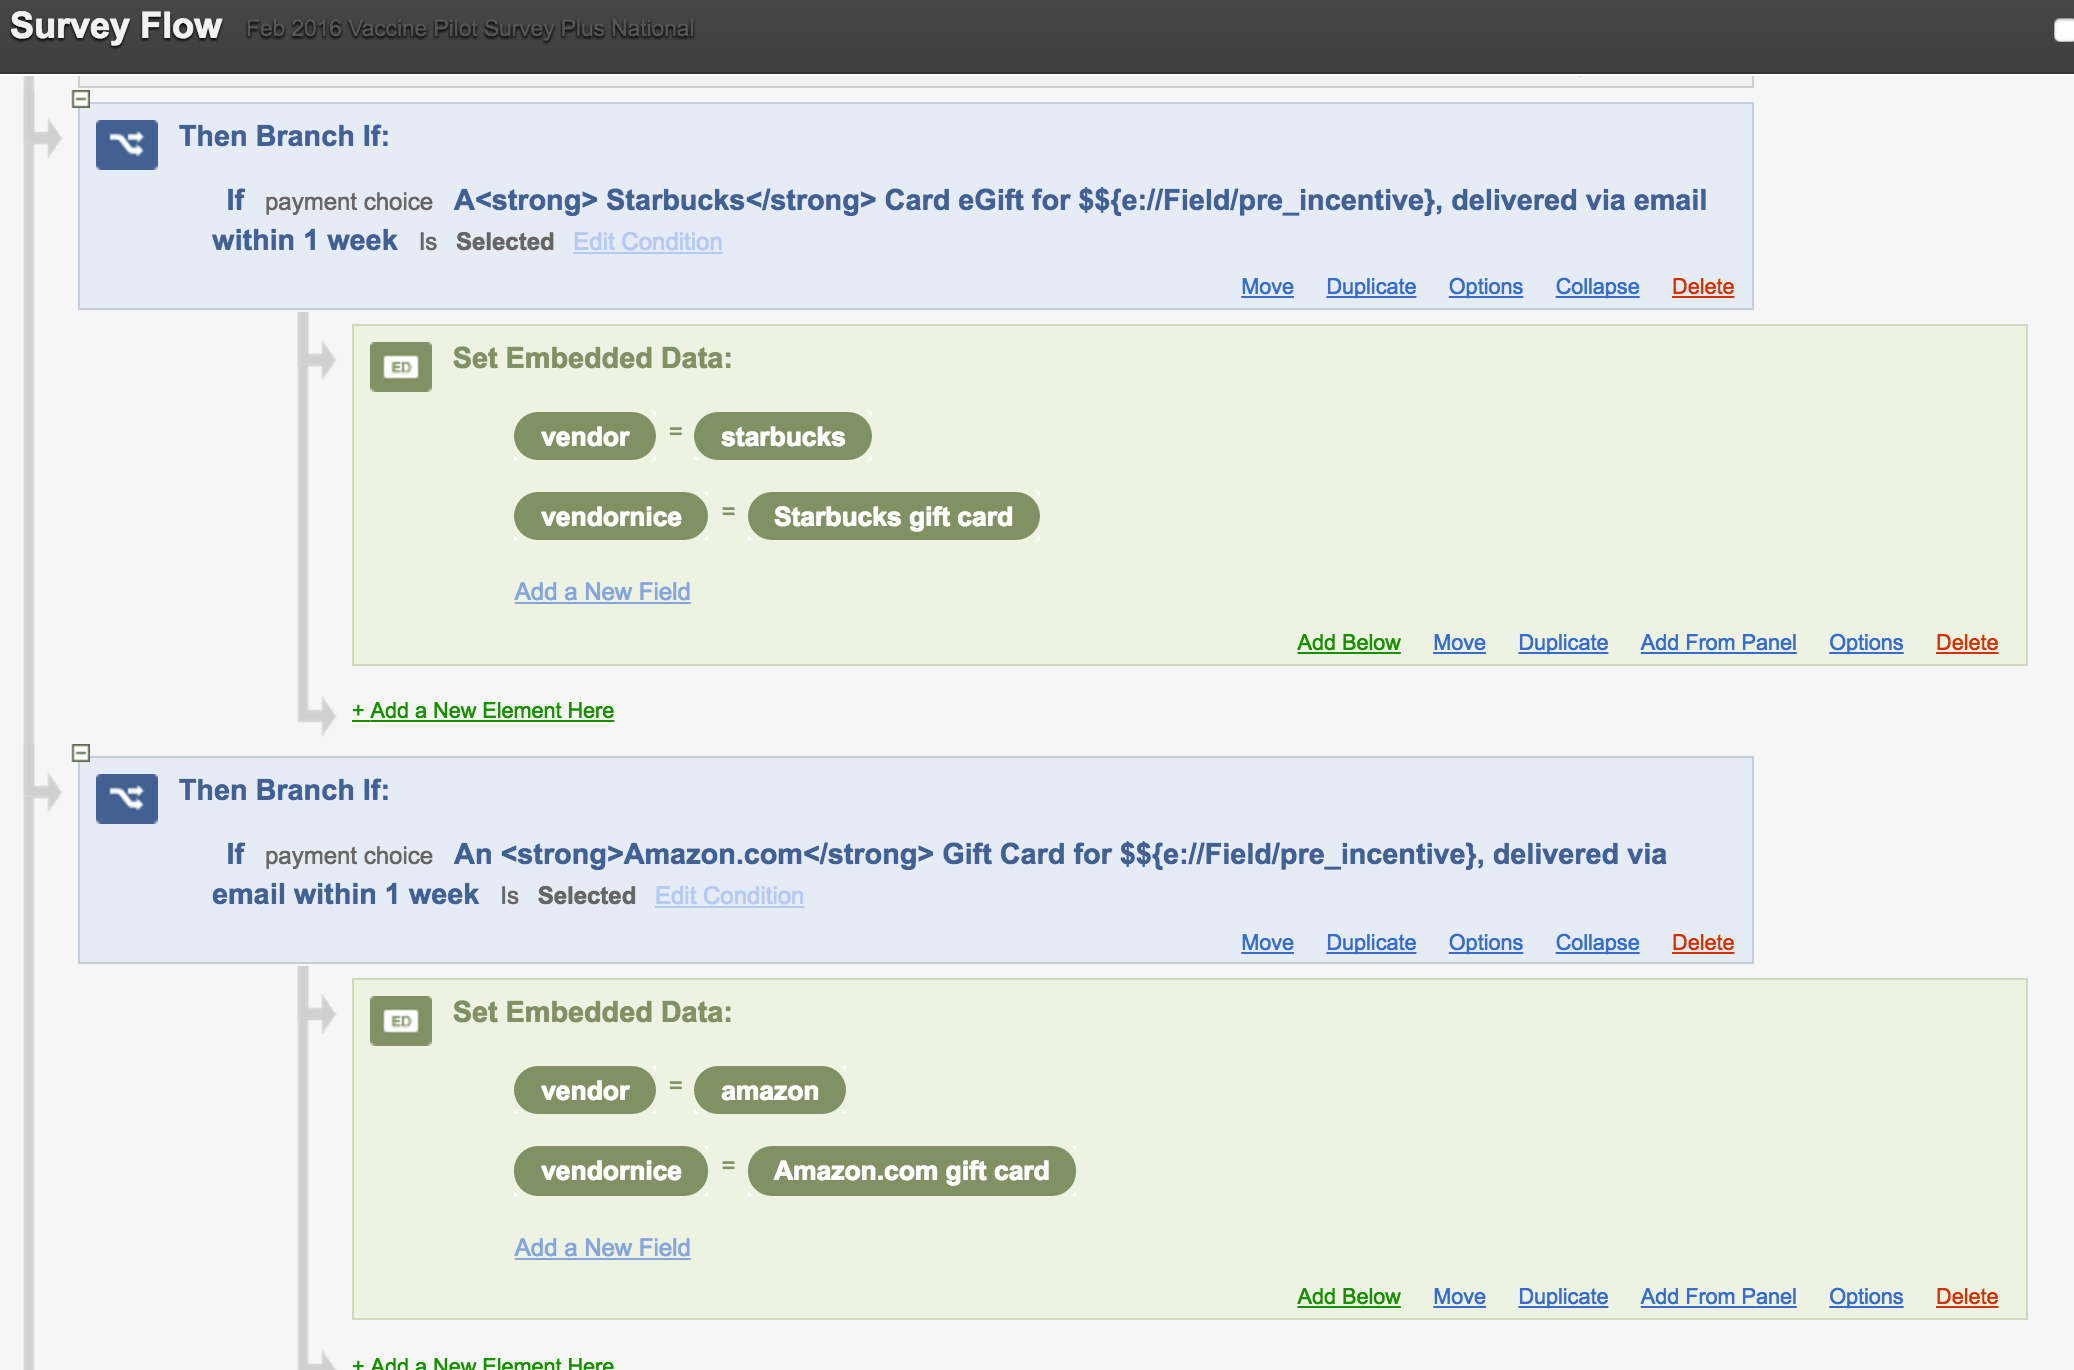 Survey Flow Feb 2016 Vaccine Pilot Survey Plus National
Then Branch If:
If payment choice A<strong> Starbucks</strong> Card eGift for $${e://Field/pre_incentive}, delivered via email
within 1 week Is Selected Edit Condition
Move Duplicate Options Collapse Delete
ED Set Embedded Data:
vendor = starbucks
vendornice = Starbucks gift card
Add a New Field
Add Below Move Duplicate Add From Panel Options Delete
+ Add a New Element Here
Then Branch If:
If payment choice An <strong>Amazon.com</strong> Gift Card for $${e://Field/pre_incentive}, delivered via
email within 1 week Is Selected Edit Condition
Move Duplicate Options Collapse Delete
ED Set Embedded Data:
vendor = amazon
vendornice = Amazon.com gift card
Add a New Field
Add Below Move Duplicate Add From Panel Options Delete
+ Add a New Element Here